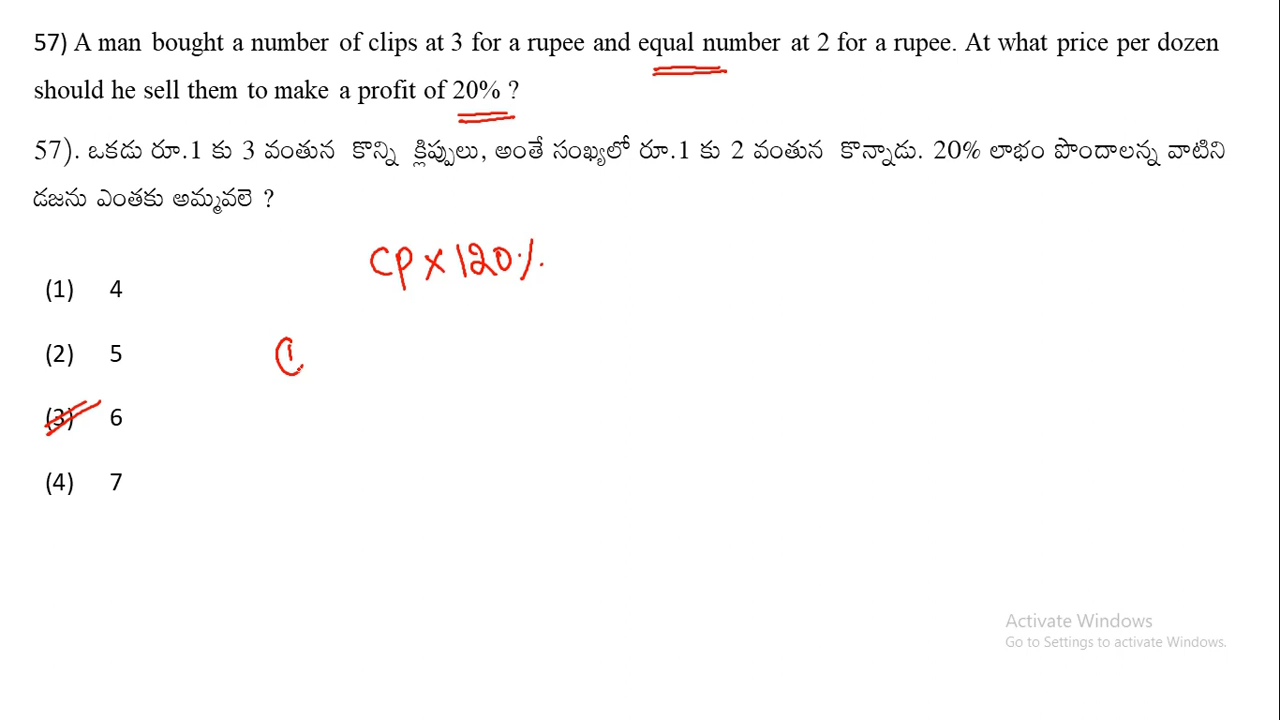 57) A man bought a number of clips at 3 for a rupee and equal number at 2 for a rupee. At what price per dozen
should he sell them to make a profit of 20% ?
57). ఒకడు రూ.1 కు 3 వంతున కొన్ని క్లిప్పులు, అంతే సంఖ్యలో రూ.1 కు 2 వంతున కొన్నాడు. 20% లాభం పొందాలన్న వాటిని
డజను ఎంతకు అమ్మవలె ?
CP x 120%
(1) 4
(2) 5
(3) 6
(4) 7
Activate Windows
Go to Settings to activate Windows.